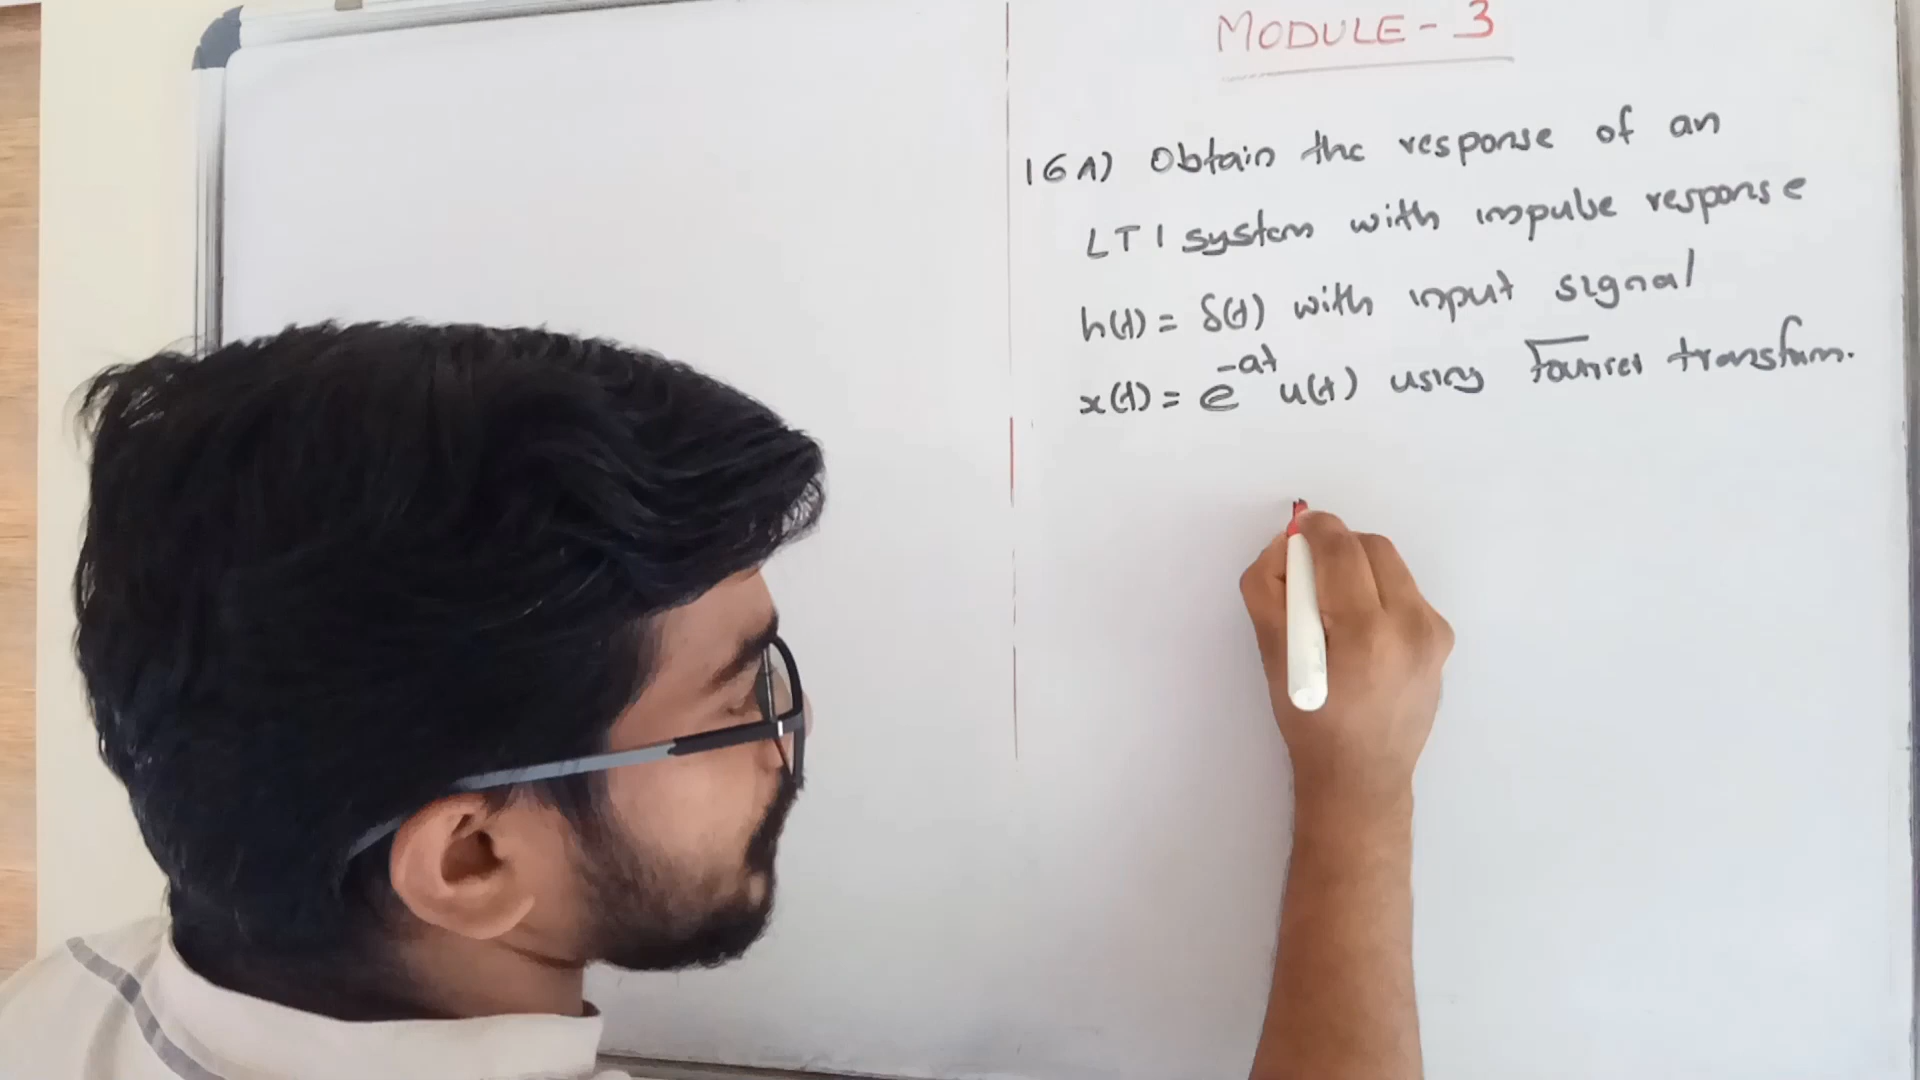 MODULE - 3
16 A) Obtain the response of an
LTI system with impulse response
h(t) = δ(t) with input signal
x(t) = e^-at u(t) using Fourier transform.